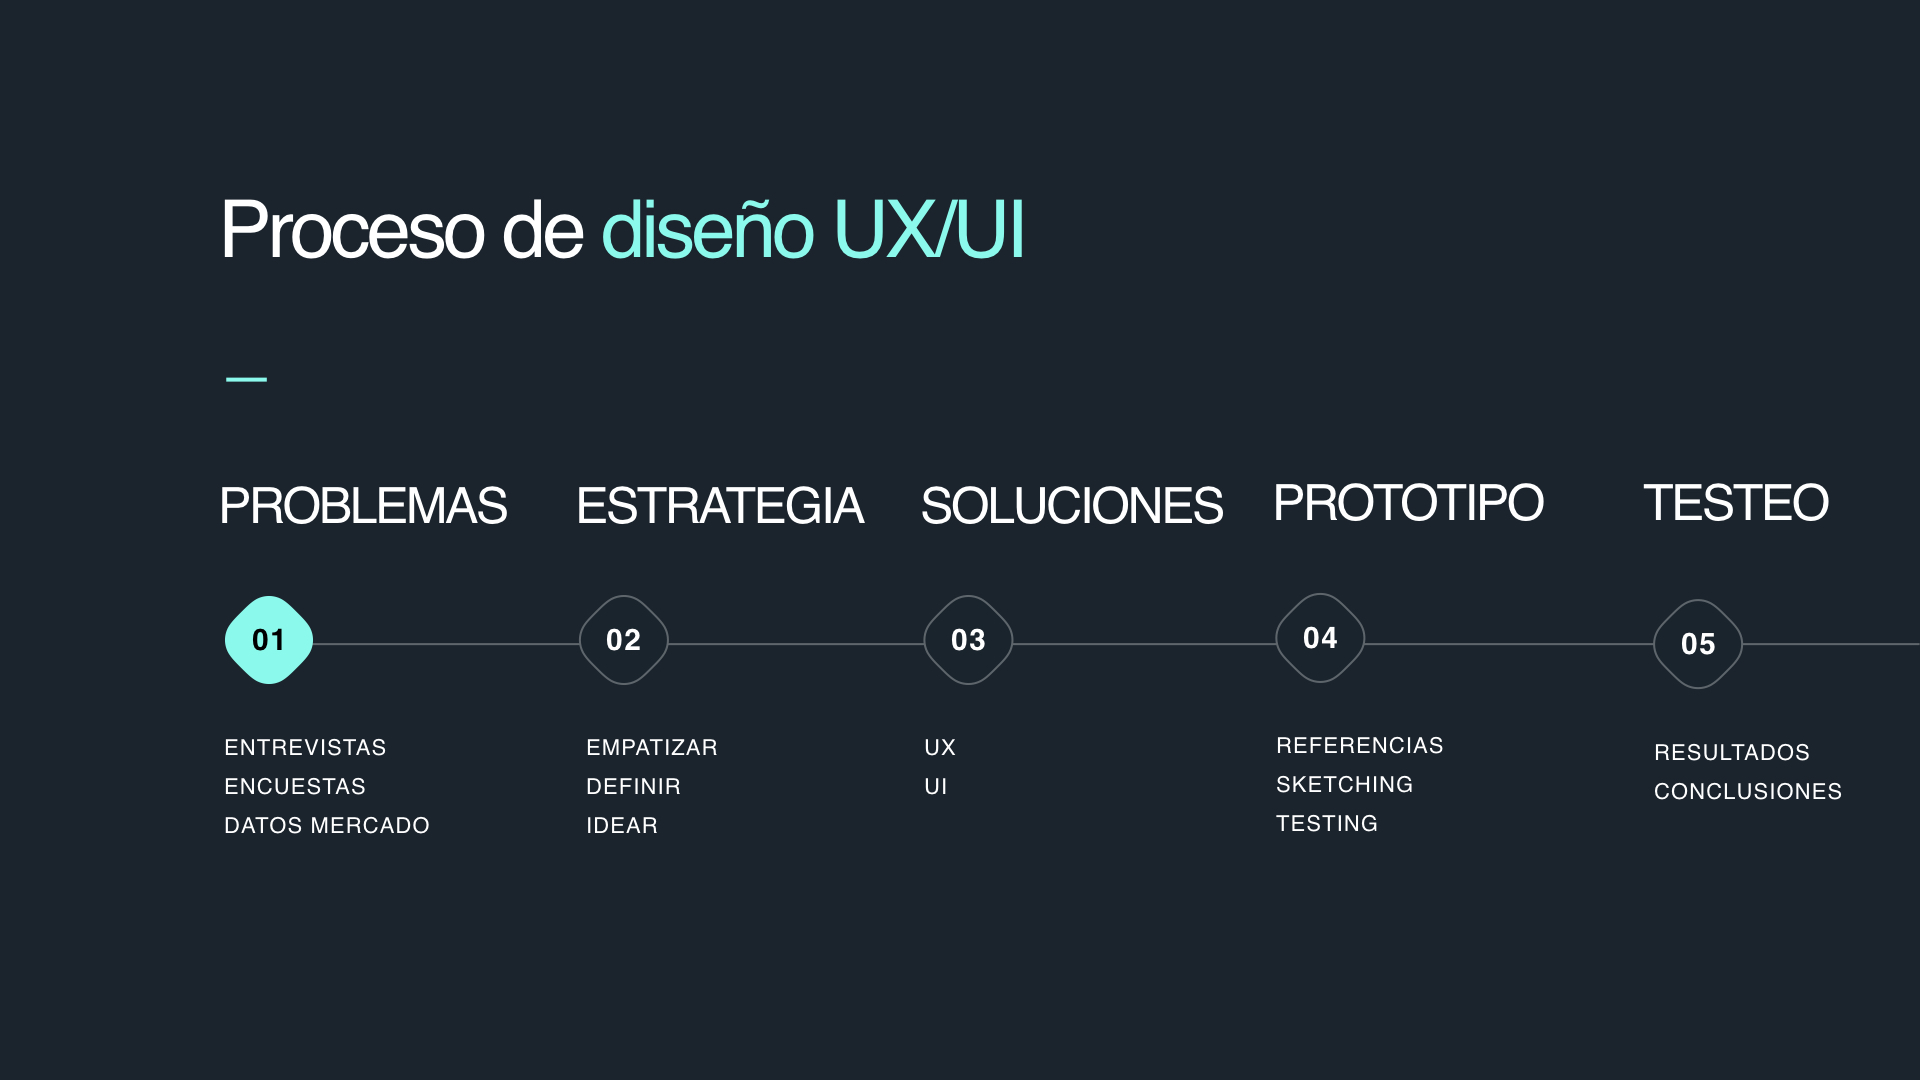 Proceso de diseño UX/UI
PROBLEMAS
01
ENTREVISTAS
ENCUESTAS
DATOS MERCADO
ESTRATEGIA
02
EMPATIZAR
DEFINIR
IDEAR
SOLUCIONES
03
UX
UI
PROTOTIPO
04
REFERENCIAS
SKETCHING
TESTING
TESTEO
05
RESULTADOS
CONCLUSIONES